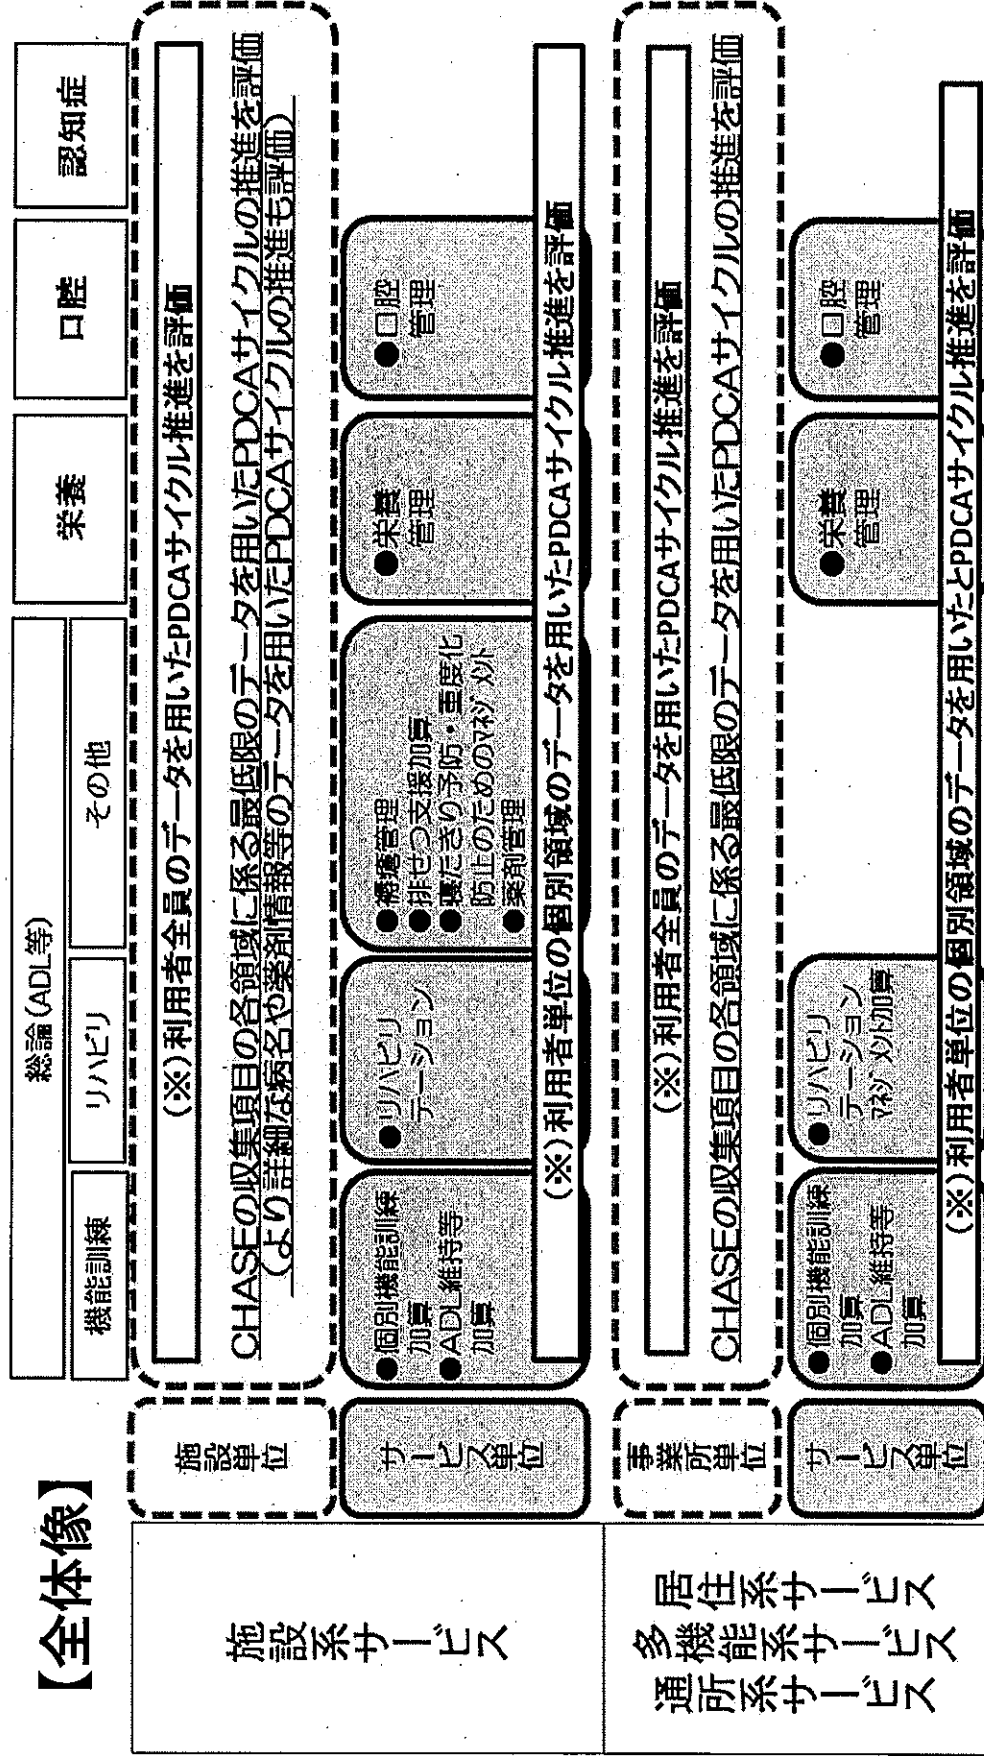 【全体像】
総論(ADL等)
機能訓練
リハビリ
その他
栄養
口腔
認知症
施設系サービス
施設
単位
(※)利用者全員のデータを用いたPDCAサイクル推進を評価
CHASEの収集項目の各領域に係る最低限のデータを用いたPDCAサイクルの推進を評価
(より詳細な病名や薬剤情報等のデータを用いたPDCAサイクルの推進も評価)
サービス単位
●個別機能訓練
加算
●ADL維持等
加算
●リハビリ
テーション
●褥瘡管理
●排せつ支援加算
●寝たきり予防・重度化
防止のためのマネジメント
●薬剤管理
●栄養
管理
●口腔
管理
(※)利用者単位の個別領域のデータを用いたPDCAサイクル推進を評価
居住系サービス
多機能系サービス
通所系サービス
事業所
単位
(※)利用者全員のデータを用いたPDCAサイクル推進を評価
CHASEの収集項目の各領域に係る最低限のデータを用いたPDCAサイクルの推進を評価
サービス単位
●個別機能訓練
加算
●ADL維持等
加算
●リハビリ
テーション
マネジメント加算
●栄養
管理
●口腔
管理
(※)利用者単位の個別領域のデータを用いたとPDCAサイクル推進を評価